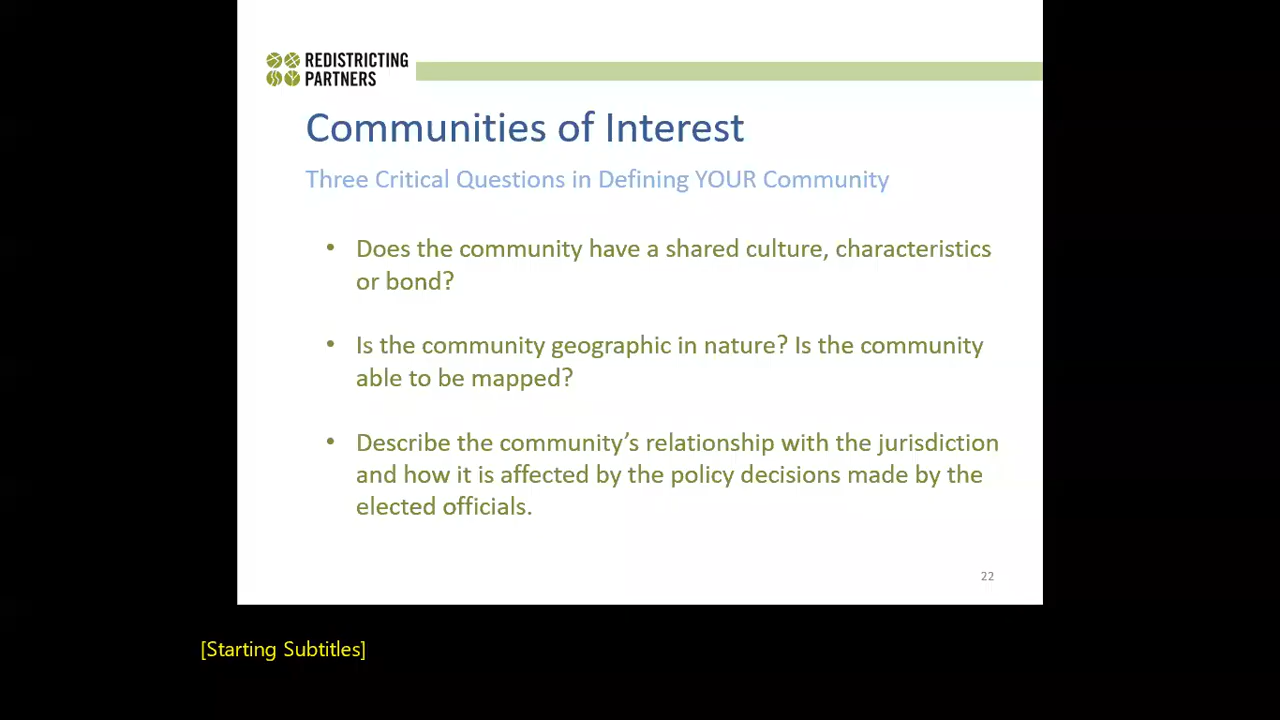 REDISTRICTING
PARTNERS
Communities of Interest
Three Critical Questions in Defining YOUR Community
• Does the community have a shared culture, characteristics
or bond?
• Is the community geographic in nature? Is the community
able to be mapped?
• Describe the community’s relationship with the jurisdiction
and how it is affected by the policy decisions made by the
elected officials.
22
[Starting Subtitles]